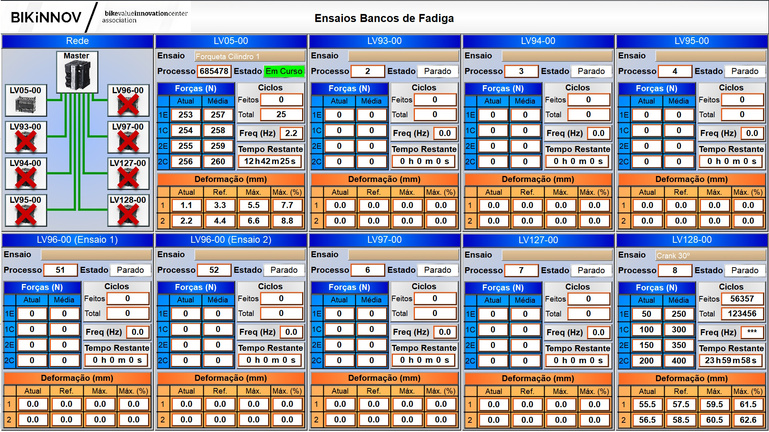 BIKiNNOV
bikevalueinnovationcenter
association
Ensaios Bancos de Fadiga
Rede
Master
LV05-00 LV96-00
LV93-00 LV97-00
LV94-00 LV127-00
LV95-00 LV128-00
LV05-00
Ensaio Forqueta Cilindro 1
Processo 685478 Estado Em Curso
Forças (N) Ciclos
Atual Média Feitos 0
1E 253 257 Total 25
1C 254 258 Freq (Hz) 2.2
2E 255 259 Tempo Restante
2C 256 260 12h42m25s
Deformação (mm)
Atual Ref. Máx. Máx. (%)
1 1.1 3.3 5.5 7.7
2 2.2 4.4 6.6 8.8
LV93-00
Ensaio
Processo 2 Estado Parado
Forças (N) Ciclos
Atual Média Feitos 0
1E 0 0 Total 0
1C 0 0 Freq (Hz) 0.0
2E 0 0 Tempo Restante
2C 0 0 0h0m0s
Deformação (mm)
Atual Ref. Máx. Máx. (%)
1 0.0 0.0 0.0 0.0
2 0.0 0.0 0.0 0.0
LV94-00
Ensaio
Processo 3 Estado Parado
Forças (N) Ciclos
Atual Média Feitos 0
1E 0 0 Total 0
1C 0 0 Freq (Hz) 0.0
2E 0 0 Tempo Restante
2C 0 0 0h0m0s
Deformação (mm)
Atual Ref. Máx. Máx. (%)
1 0.0 0.0 0.0 0.0
2 0.0 0.0 0.0 0.0
LV95-00
Ensaio
Processo 4 Estado Parado
Forças (N) Ciclos
Atual Média Feitos 0
1E 0 0 Total 0
1C 0 0 Freq (Hz) 0.0
2E 0 0 Tempo Restante
2C 0 0 0h0m0s
Deformação (mm)
Atual Ref. Máx. Máx. (%)
1 0.0 0.0 0.0 0.0
2 0.0 0.0 0.0 0.0
LV96-00 (Ensaio 1)
Ensaio
Processo 51 Estado Parado
Forças (N) Ciclos
Atual Média Feitos 0
1E 0 0 Total 0
1C 0 0 Freq (Hz) 0.0
2E 0 0 Tempo Restante
2C 0 0 0h0m0s
Deformação (mm)
Atual Ref. Máx. Máx. (%)
1 0.0 0.0 0.0 0.0
2 0.0 0.0 0.0 0.0
LV96-00 (Ensaio 2)
Ensaio
Processo 52 Estado Parado
Forças (N) Ciclos
Atual Média Feitos 0
1E 0 0 Total 0
1C 0 0 Freq (Hz) 0.0
2E 0 0 Tempo Restante
2C 0 0 0h0m0s
Deformação (mm)
Atual Ref. Máx. Máx. (%)
1 0.0 0.0 0.0 0.0
2 0.0 0.0 0.0 0.0
LV97-00
Ensaio
Processo 6 Estado Parado
Forças (N) Ciclos
Atual Média Feitos 0
1E 0 0 Total 0
1C 0 0 Freq (Hz) 0.0
2E 0 0 Tempo Restante
2C 0 0 0h0m0s
Deformação (mm)
Atual Ref. Máx. Máx. (%)
1 0.0 0.0 0.0 0.0
2 0.0 0.0 0.0 0.0
LV127-00
Ensaio
Processo 7 Estado Parado
Forças (N) Ciclos
Atual Média Feitos 0
1E 0 0 Total 0
1C 0 0 Freq (Hz) 0.0
2E 0 0 Tempo Restante
2C 0 0 0h0m0s
Deformação (mm)
Atual Ref. Máx. Máx. (%)
1 0.0 0.0 0.0 0.0
2 0.0 0.0 0.0 0.0
LV128-00
Ensaio Crank 30º
Processo 8 Estado Parado
Forças (N) Ciclos
Atual Média Feitos 56357
1E 50 250 Total 123456
1C 100 300 Freq (Hz) ***
2E 150 350 Tempo Restante
2C 200 400 23h59m58s
Deformação (mm)
Atual Ref. Máx. Máx. (%)
1 55.5 57.5 59.5 61.5
2 56.5 58.5 60.5 62.6